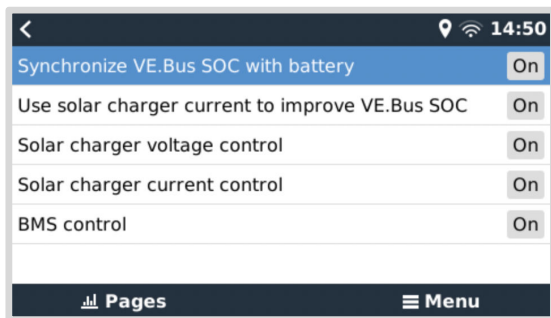 14:50
Synchronize VE.Bus SOC with battery On
Use solar charger current to improve VE.Bus SOC On
Solar charger voltage control On
Solar charger current control On
BMS control On
Pages Menu